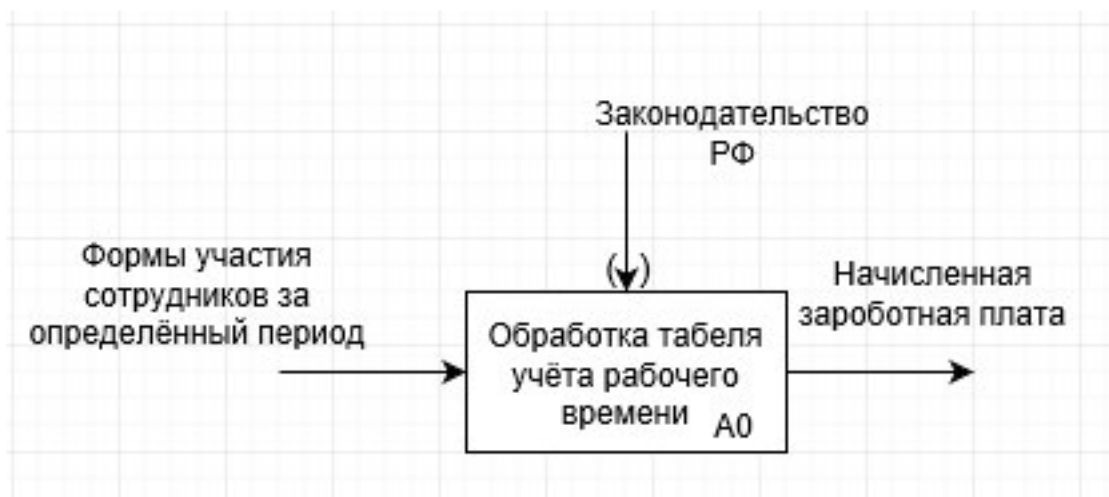 Законодательство
РФ
Формы участия
сотрудников за
определённый период
( )
Начисленная
зароботная плата
Обработка табеля
учёта рабочего
времени
A0